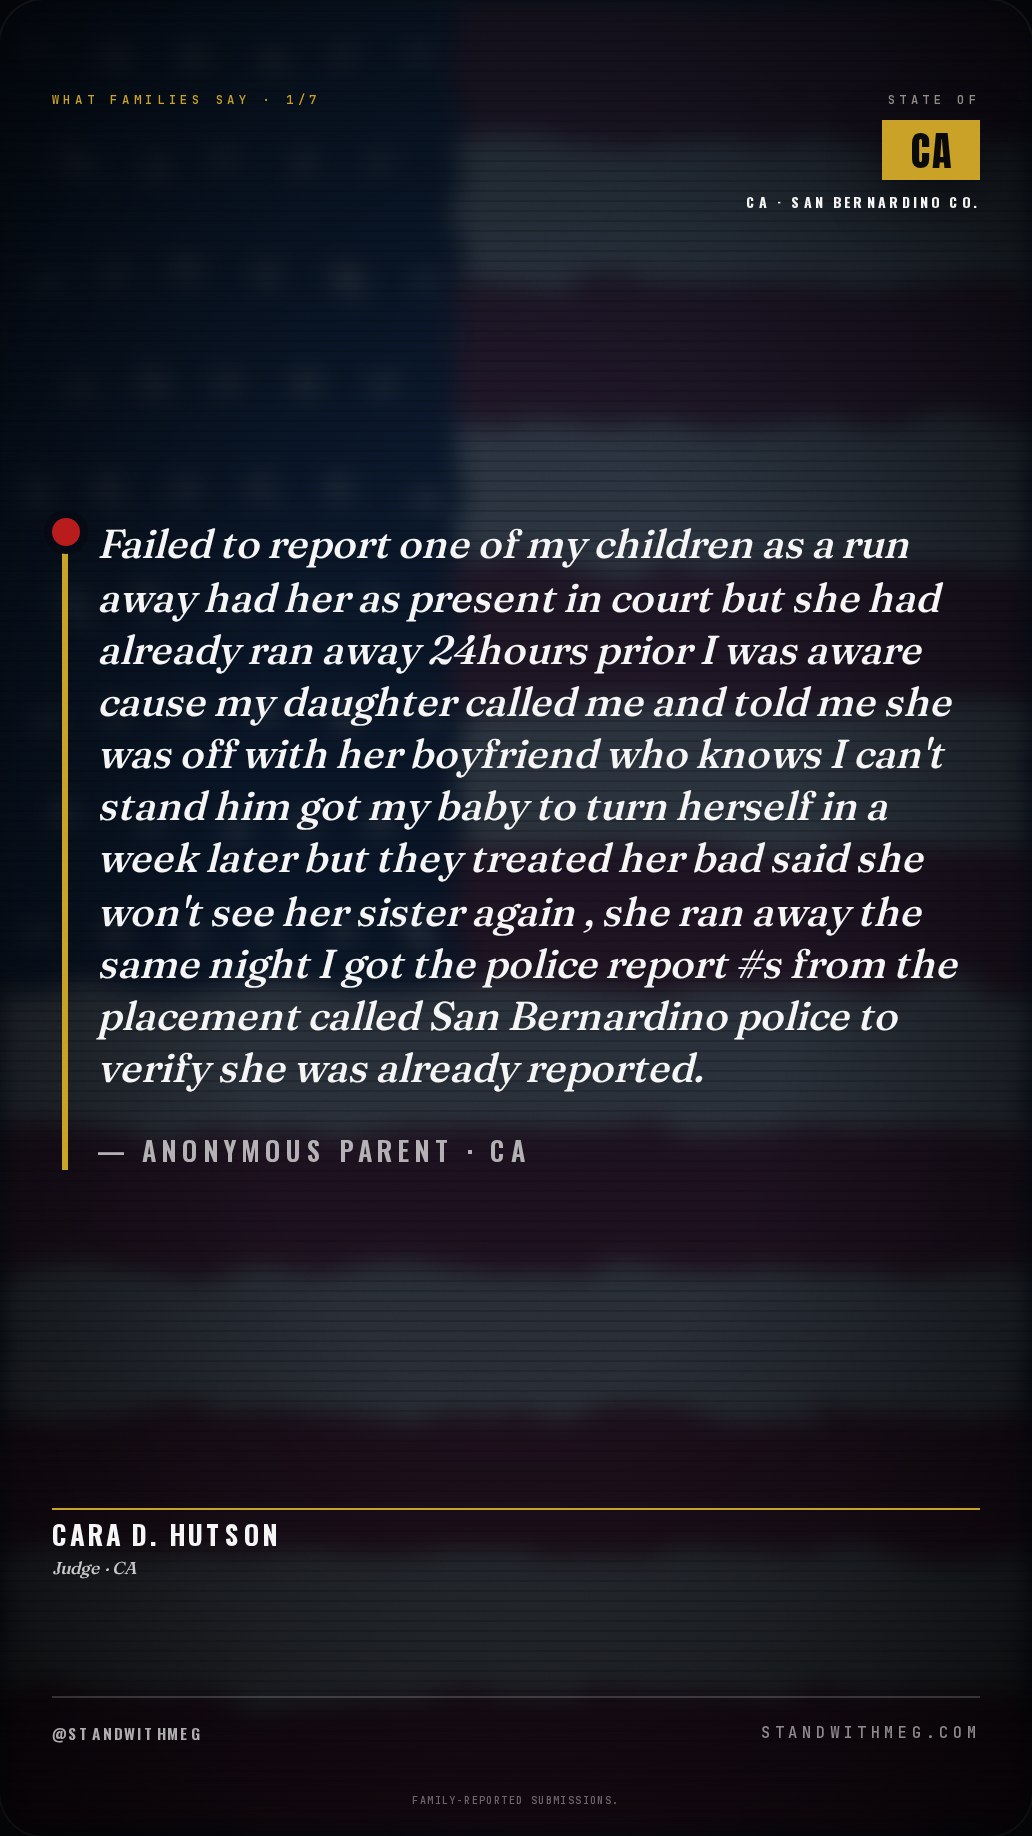 WHAT FAMILIES SAY · 1/7
STATE OF
CA
CA · SAN BERNARDINO CO.
Failed to report one of my children as a run
away had her as present in court but she had
already ran away 24hours prior I was aware
cause my daughter called me and told me she
was off with her boyfriend who knows I can't
stand him got my baby to turn herself in a
week later but they treated her bad said she
won't see her sister again , she ran away the
same night I got the police report #s from the
placement called San Bernardino police to
verify she was already reported.
— ANONYMOUS PARENT · CA
CARA D. HUTSON
Judge · CA
@STANDWITHMEG
STANDWITHMEG.COM
FAMILY-REPORTED SUBMISSIONS.